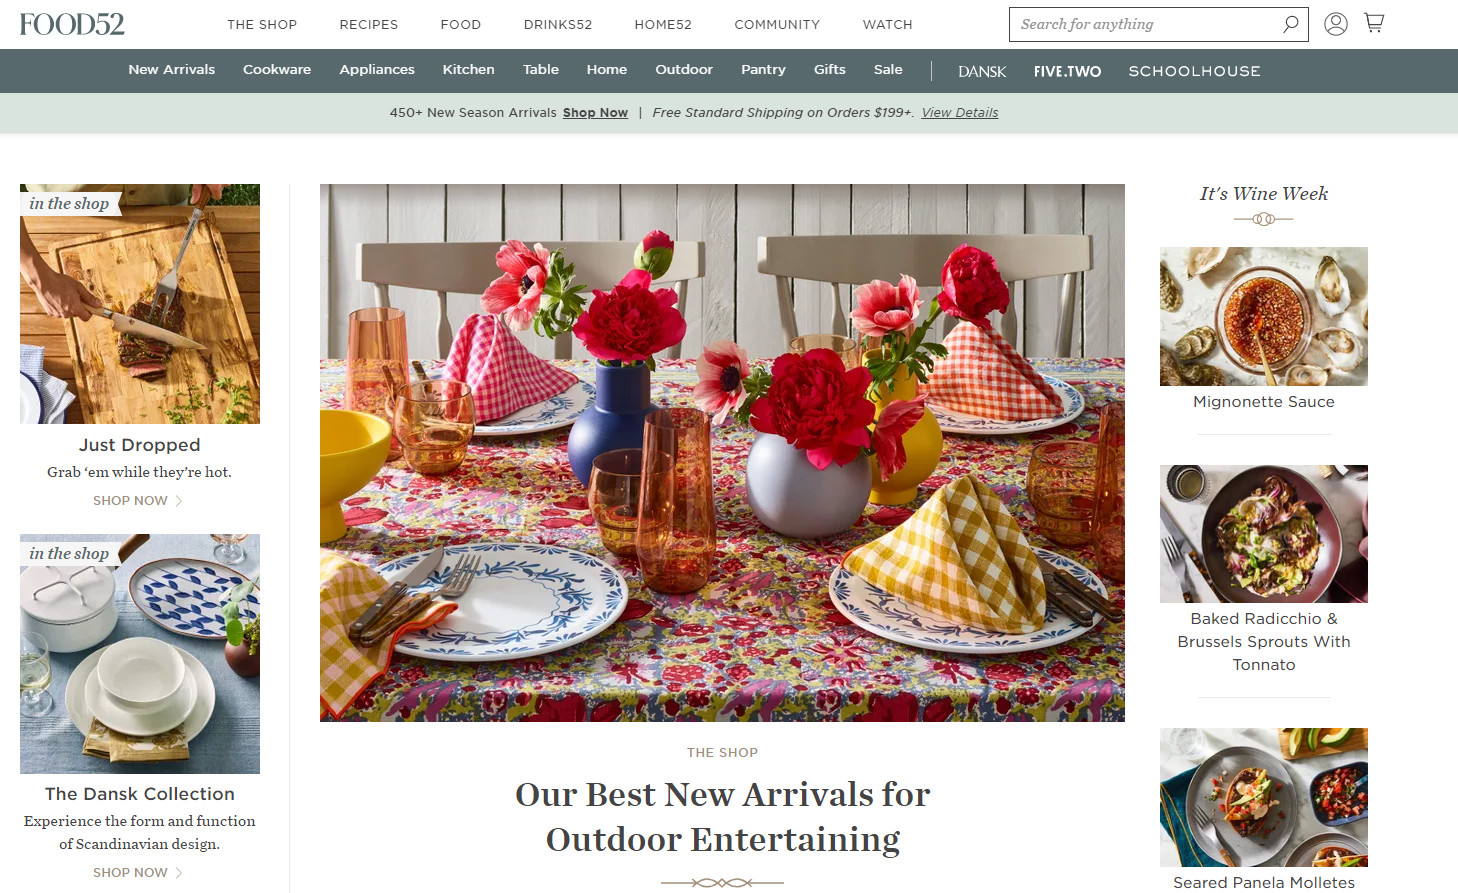 FOOD52
THE SHOP RECIPES FOOD DRINKS52 HOME52 COMMUNITY WATCH
Search for anything
New Arrivals Cookware Appliances Kitchen Table Home Outdoor Pantry Gifts Sale | DANSK FIVE.TWO SCHOOLHOUSE
450+ New Season Arrivals Shop Now | Free Standard Shipping on Orders $199+. View Details
in the shop
Just Dropped
Grab ‘em while they’re hot.
SHOP NOW
in the shop
The Dansk Collection
Experience the form and function
of Scandinavian design.
SHOP NOW
THE SHOP
Our Best New Arrivals for
Outdoor Entertaining
It's Wine Week
Mignonette Sauce
Baked Radicchio &
Brussels Sprouts With
Tonnato
Seared Panela Molletes